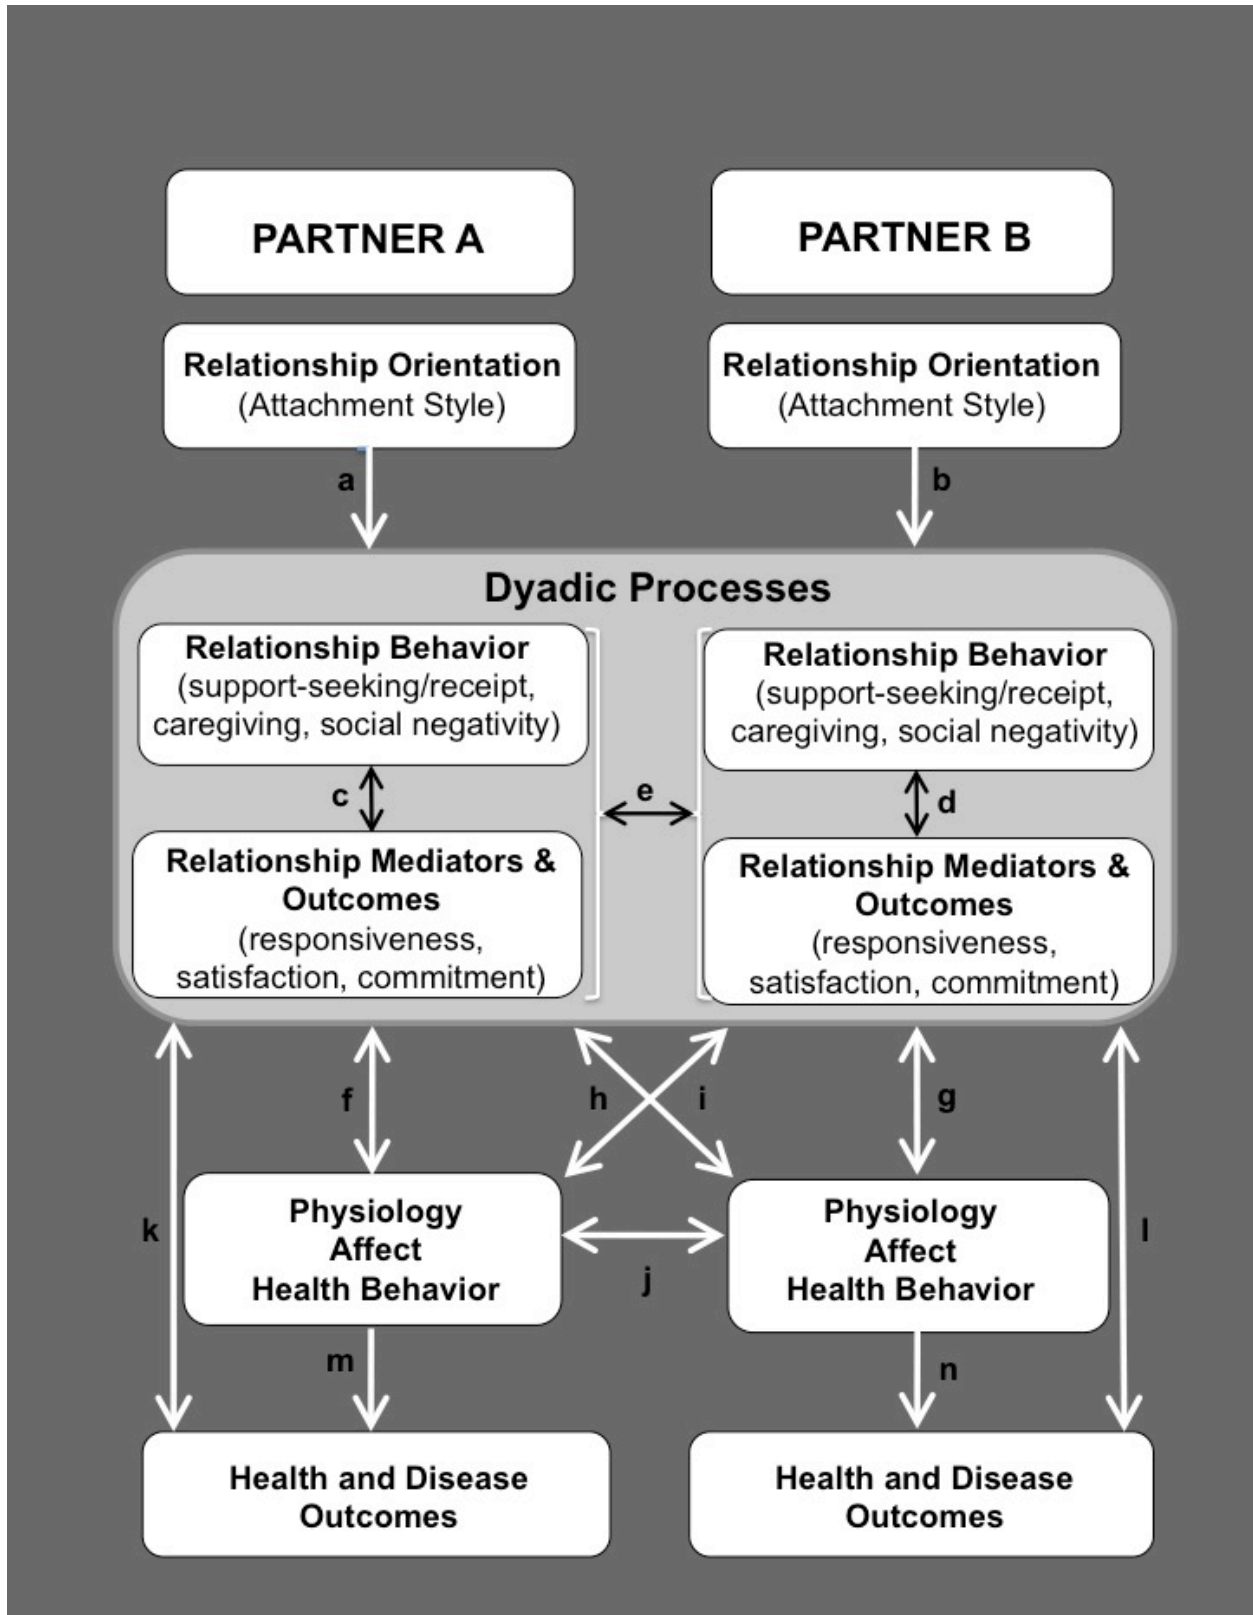 PARTNER A
PARTNER B
Relationship Orientation
(Attachment Style)
Relationship Orientation
(Attachment Style)
a
b
Dyadic Processes
Relationship Behavior
(support-seeking/receipt,
caregiving, social negativity)
Relationship Behavior
(support-seeking/receipt,
caregiving, social negativity)
c
e
d
Relationship Mediators &
Outcomes
(responsiveness,
satisfaction, commitment)
Relationship Mediators &
Outcomes
(responsiveness,
satisfaction, commitment)
f
h
i
g
k
Physiology
Affect
Health Behavior
j
Physiology
Affect
Health Behavior
l
m
n
Health and Disease
Outcomes
Health and Disease
Outcomes